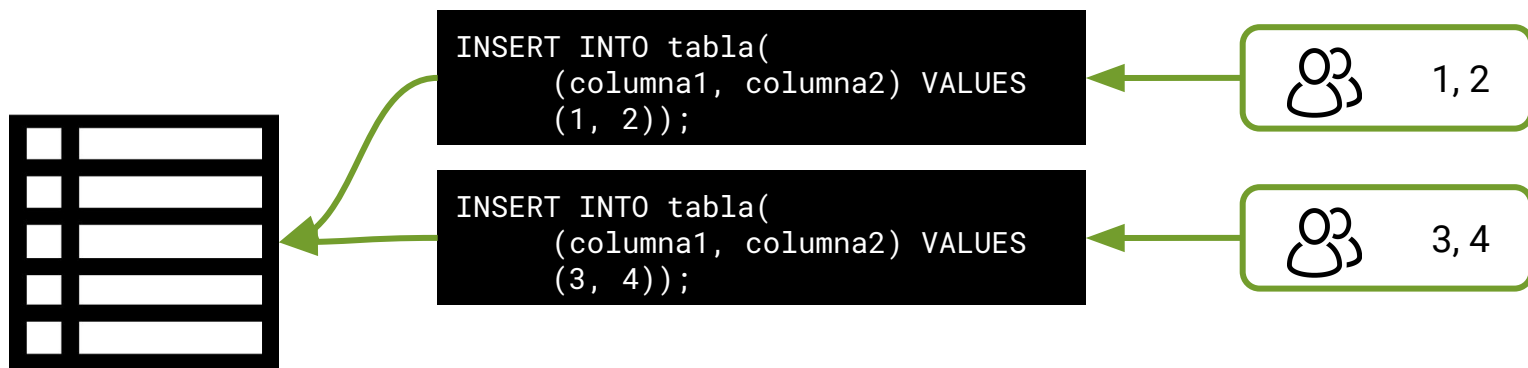 INSERT INTO tabla(
(columna1, columna2) VALUES
(1, 2));
1, 2
INSERT INTO tabla(
(columna1, columna2) VALUES
(3, 4));
3, 4